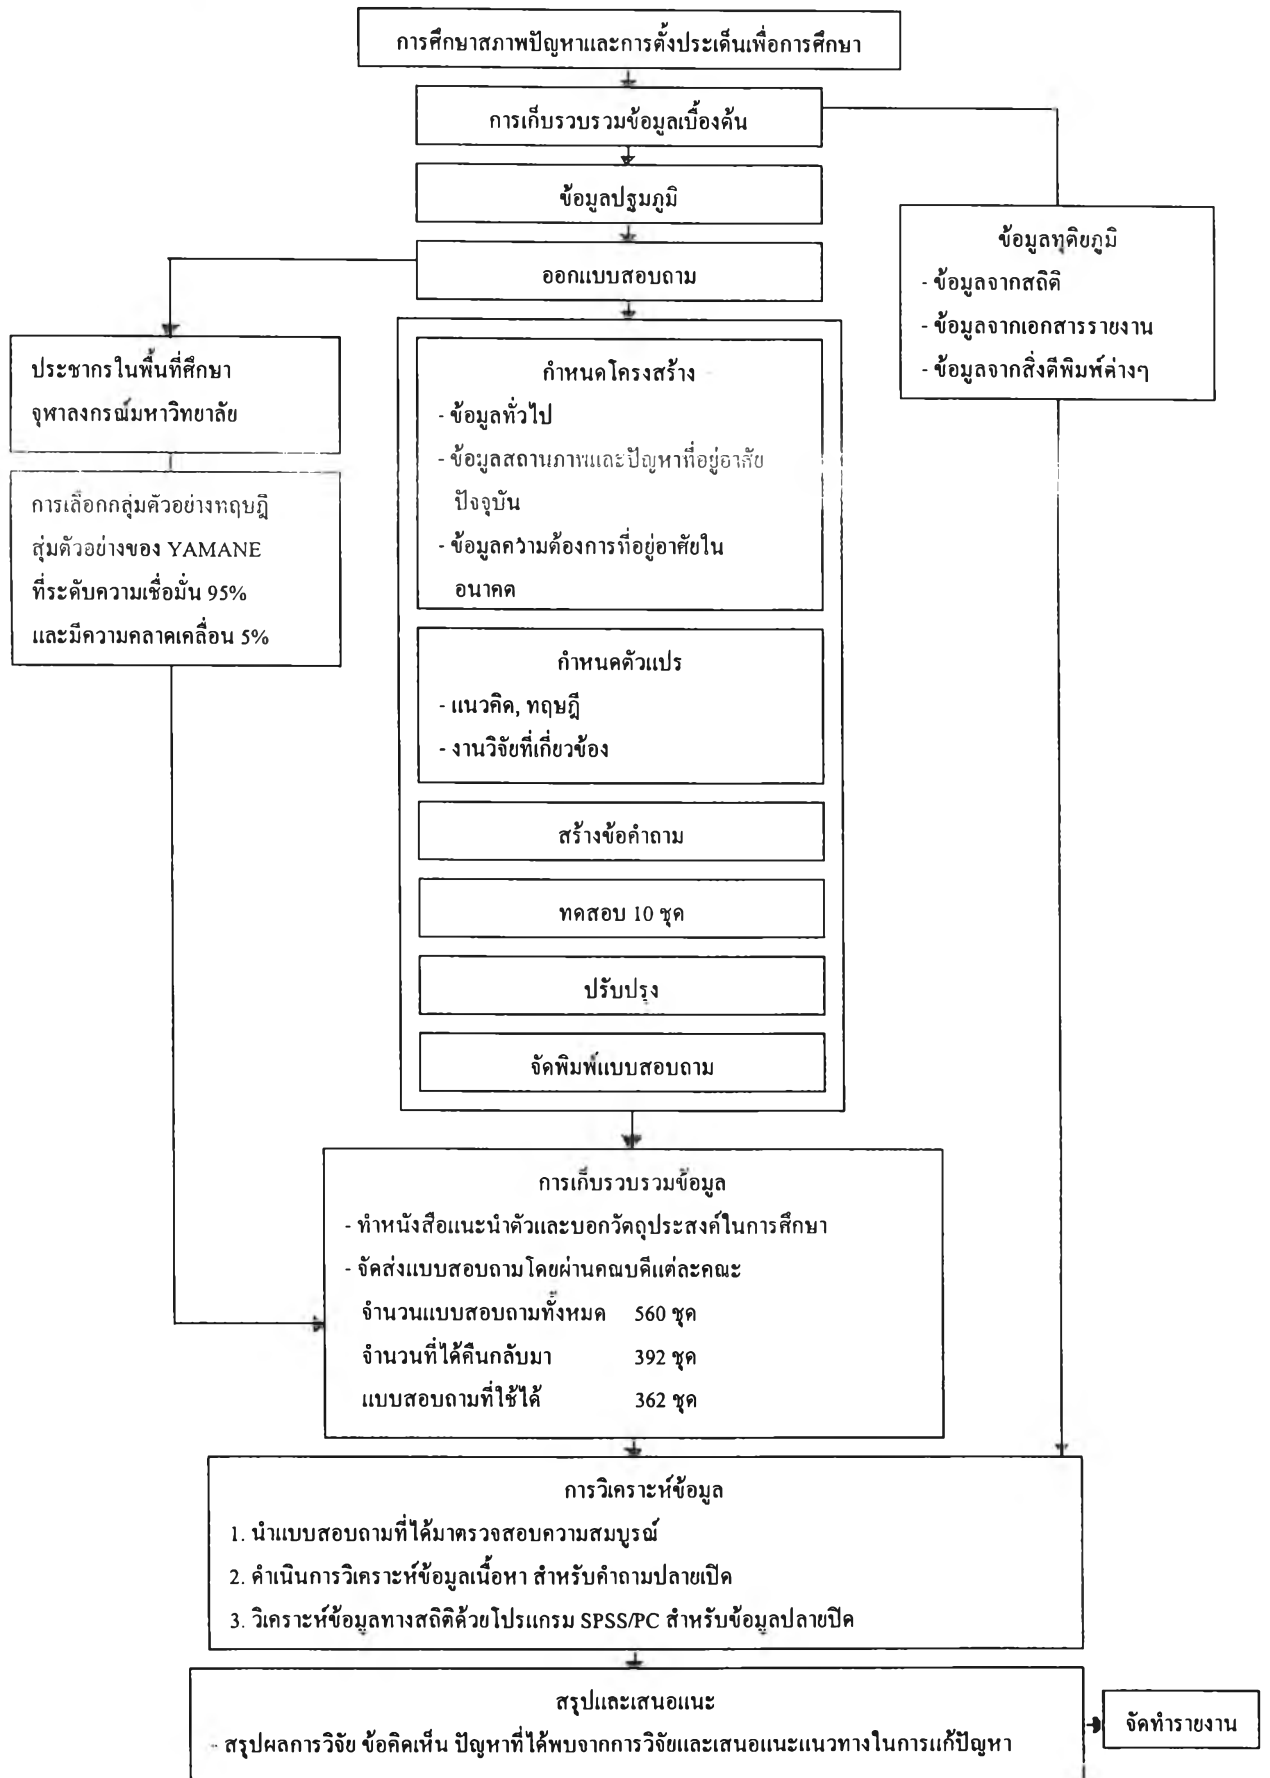 การศึกษาสภาพปัญหาและการตั้งประเด็นเพื่อการศึกษา
การเก็บรวบรวมข้อมูลเบื้องต้น
ข้อมูลปฐมภูมิ
ข้อมูลทุติยภูมิ
- ข้อมูลจากสถิติ
- ข้อมูลจากเอกสารรายงาน
- ข้อมูลจากสิ่งตีพิมพ์ต่างๆ
ออกแบบสอบถาม
ประชากรในพื้นที่ศึกษา
จุฬาลงกรณ์มหาวิทยาลัย
การเลือกกลุ่มตัวอย่างทฤษฎี
สุ่มตัวอย่างของ YAMANE
ที่ระดับความเชื่อมั่น 95%
และมีความคลาดเคลื่อน 5%
กำหนดโครงสร้าง
- ข้อมูลทั่วไป
- ข้อมูลสถานภาพและปัญหาที่อยู่อาศัย
ปัจจุบัน
- ข้อมูลความต้องการที่อยู่อาศัยใน
อนาคต
กำหนดตัวแปร
- แนวคิด, ทฤษฎี
- งานวิจัยที่เกี่ยวข้อง
สร้างข้อคำถาม
ทดสอบ 10 ชุด
ปรับปรุง
จัดพิมพ์แบบสอบถาม
การเก็บรวบรวมข้อมูล
- ทำหนังสือแนะนำตัวและบอกวัตถุประสงค์ในการศึกษา
- จัดส่งแบบสอบถามโดยผ่านคณบดีแต่ละคณะ
จำนวนแบบสอบถามทั้งหมด 560 ชุด
จำนวนที่ได้คืนกลับมา 392 ชุด
แบบสอบถามที่ใช้ได้ 362 ชุด
การวิเคราะห์ข้อมูล
1. นำแบบสอบถามที่ได้มาตรวจสอบความสมบูรณ์
2. ดำเนินการวิเคราะห์ข้อมูลเนื้อหา สำหรับคำถามปลายเปิด
3. วิเคราะห์ข้อมูลทางสถิติด้วยโปรแกรม SPSS/PC สำหรับข้อมูลปลายปิด
สรุปและเสนอแนะ
- สรุปผลการวิจัย ข้อคิดเห็น ปัญหาที่ได้พบจากการวิจัยและเสนอแนะแนวทางในการแก้ปัญหา
จัดทำรายงาน